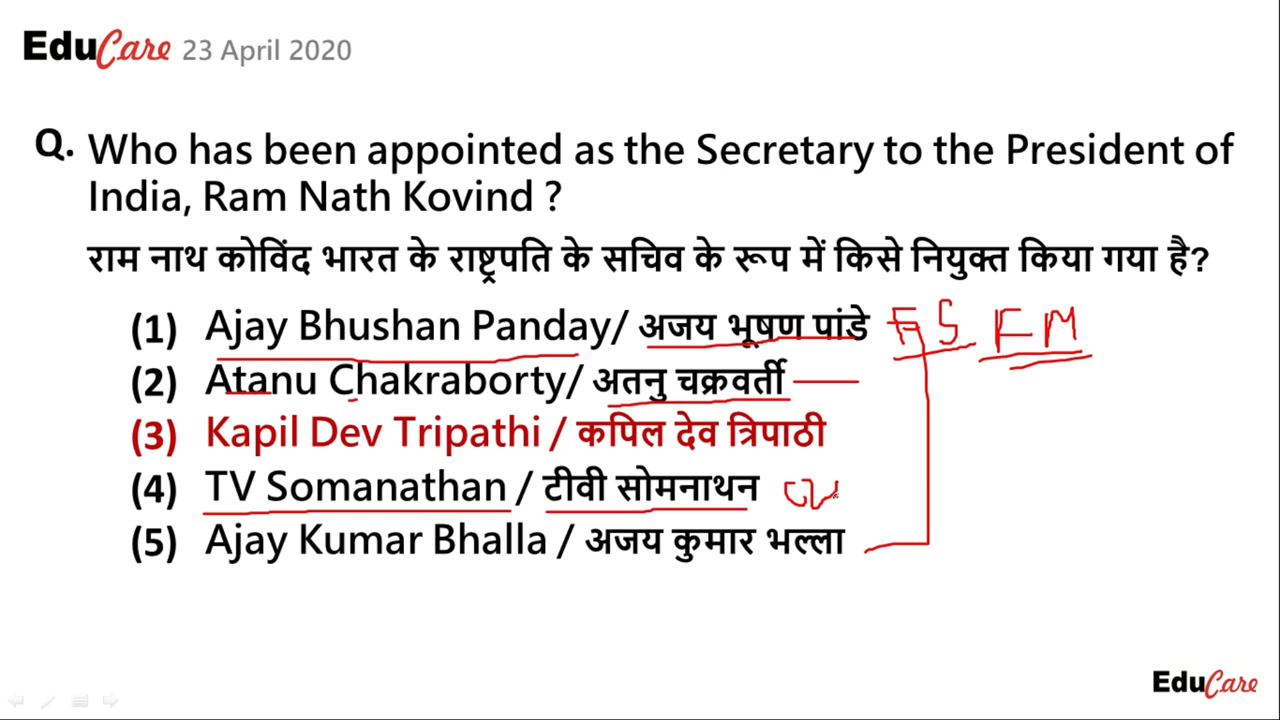 EduCare 23 April 2020
Q. Who has been appointed as the Secretary to the President of
India, Ram Nath Kovind ?
राम नाथ कोविंद भारत के राष्ट्रपति के सचिव के रूप में किसे नियुक्त किया गया है?
(1) Ajay Bhushan Panday/ अजय भूषण पांडे FS FM
(2) Atanu Chakraborty/ अतनु चक्रवर्ती
(3) Kapil Dev Tripathi / कपिल देव त्रिपाठी
(4) TV Somanathan / टीवी सोमनाथन
(5) Ajay Kumar Bhalla / अजय कुमार भल्ला
EduCare